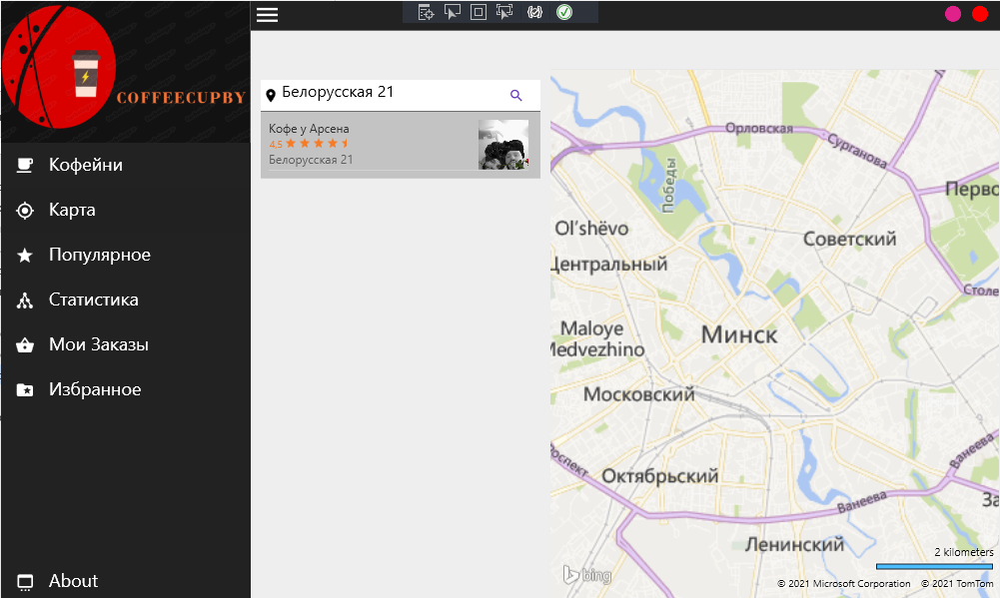 COFFEECUPBY
Кофейни
Карта
Популярное
Статистика
Мои Заказы
Избранное
About
Белорусская 21
Кофе у Арсена
4,5
Белорусская 21
Орловская
Сурганова
Победы
Перво
Ol'shëvo
Советский
Центральный
Столе
Maloye
Medvezhino
Минск
Московский
Ванеева
роспект
Октябрьский
За
Ванеева
Ленинский
2 kilometers
bing
© 2021 Microsoft Corporation © 2021 TomTom